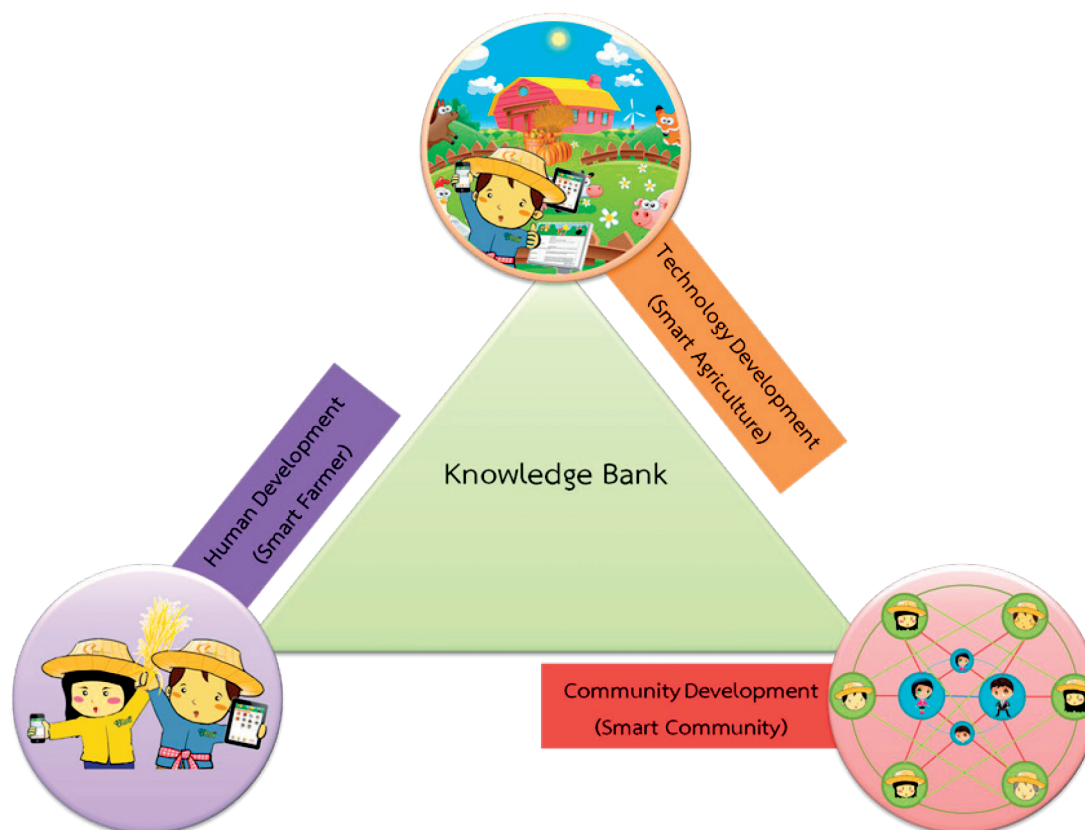 Technology Development
(Smart Agriculture)
Human Development
(Smart Farmer)
Knowledge Bank
Community Development
(Smart Community)